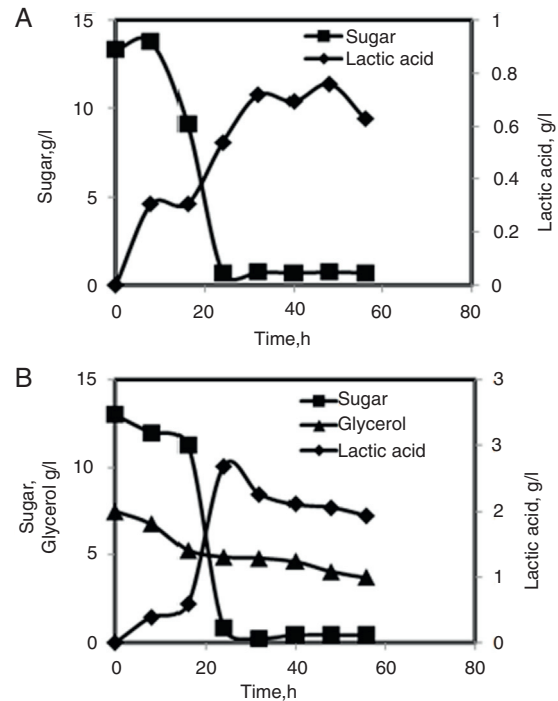 A
15
10
5
0
Sugar,g/l
Sugar
Lactic acid
1
0.8
0.6
0.4
0.2
0
Lactic acid, g/l
0 20 40 60 80
Time,h
B
15
10
5
0
Sugar,
Glycerol g/l
Sugar
Glycerol
Lactic acid
3
3
2
1
0
Lactic acid, g/l
0 20 40 60 80
Time,h